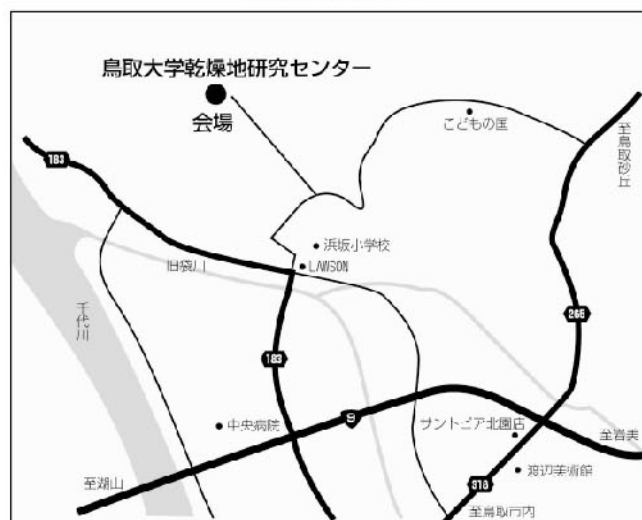 鳥取大学乾燥地研究センター
会場
こどもの国
至鳥取砂丘
183
浜坂小学校
LAWSON
旧袋川
千代川
265
183
9
中央病院
サントピア北園店
至岩美
渡辺美術館
至湖山
318
至鳥取市内